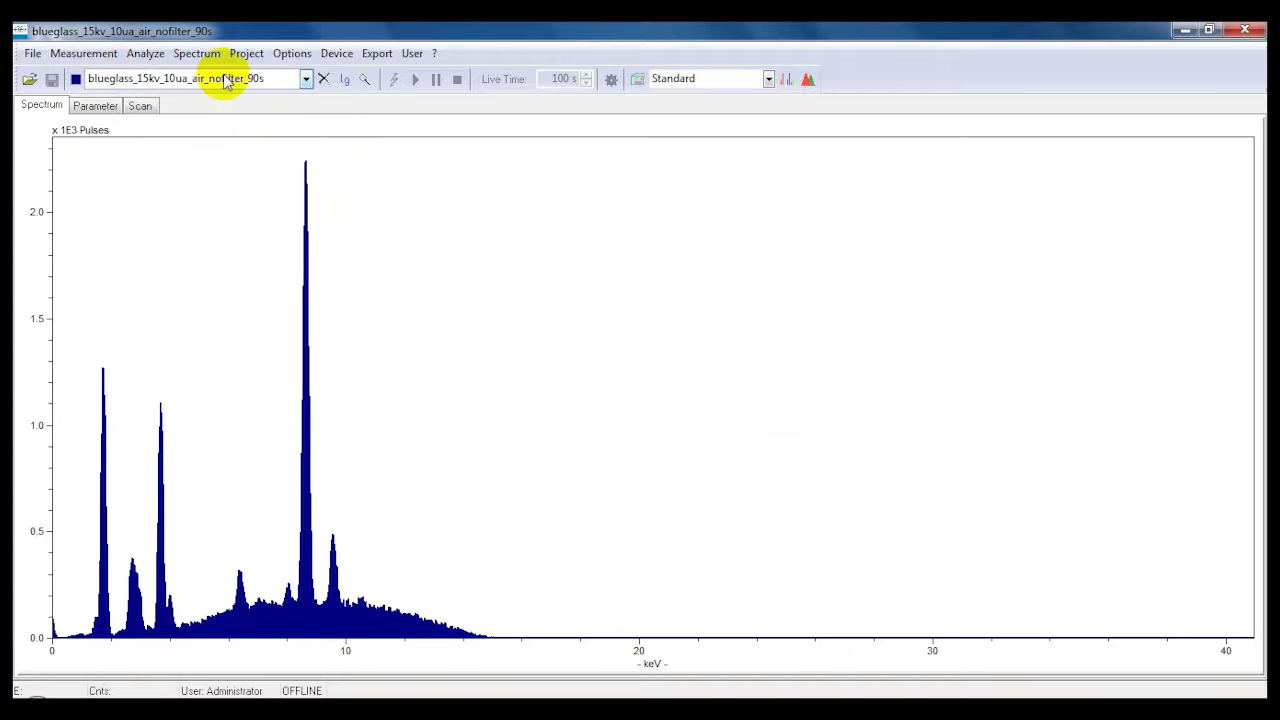 blueglass_15kv_10ua_air_nofilter_90s
File Measurement Analyze Spectrum Project Options Device Export User ?
blueglass_15kv_10ua_air_nofilter_90s lg Live Time: 100 s Standard
Spectrum Parameter Scan
x 1E3 Pulses
2.0
1.5
1.0
0.5
0.0
0 10 20 30 40
- keV -
E: Cnts: User: Administrator OFFLINE